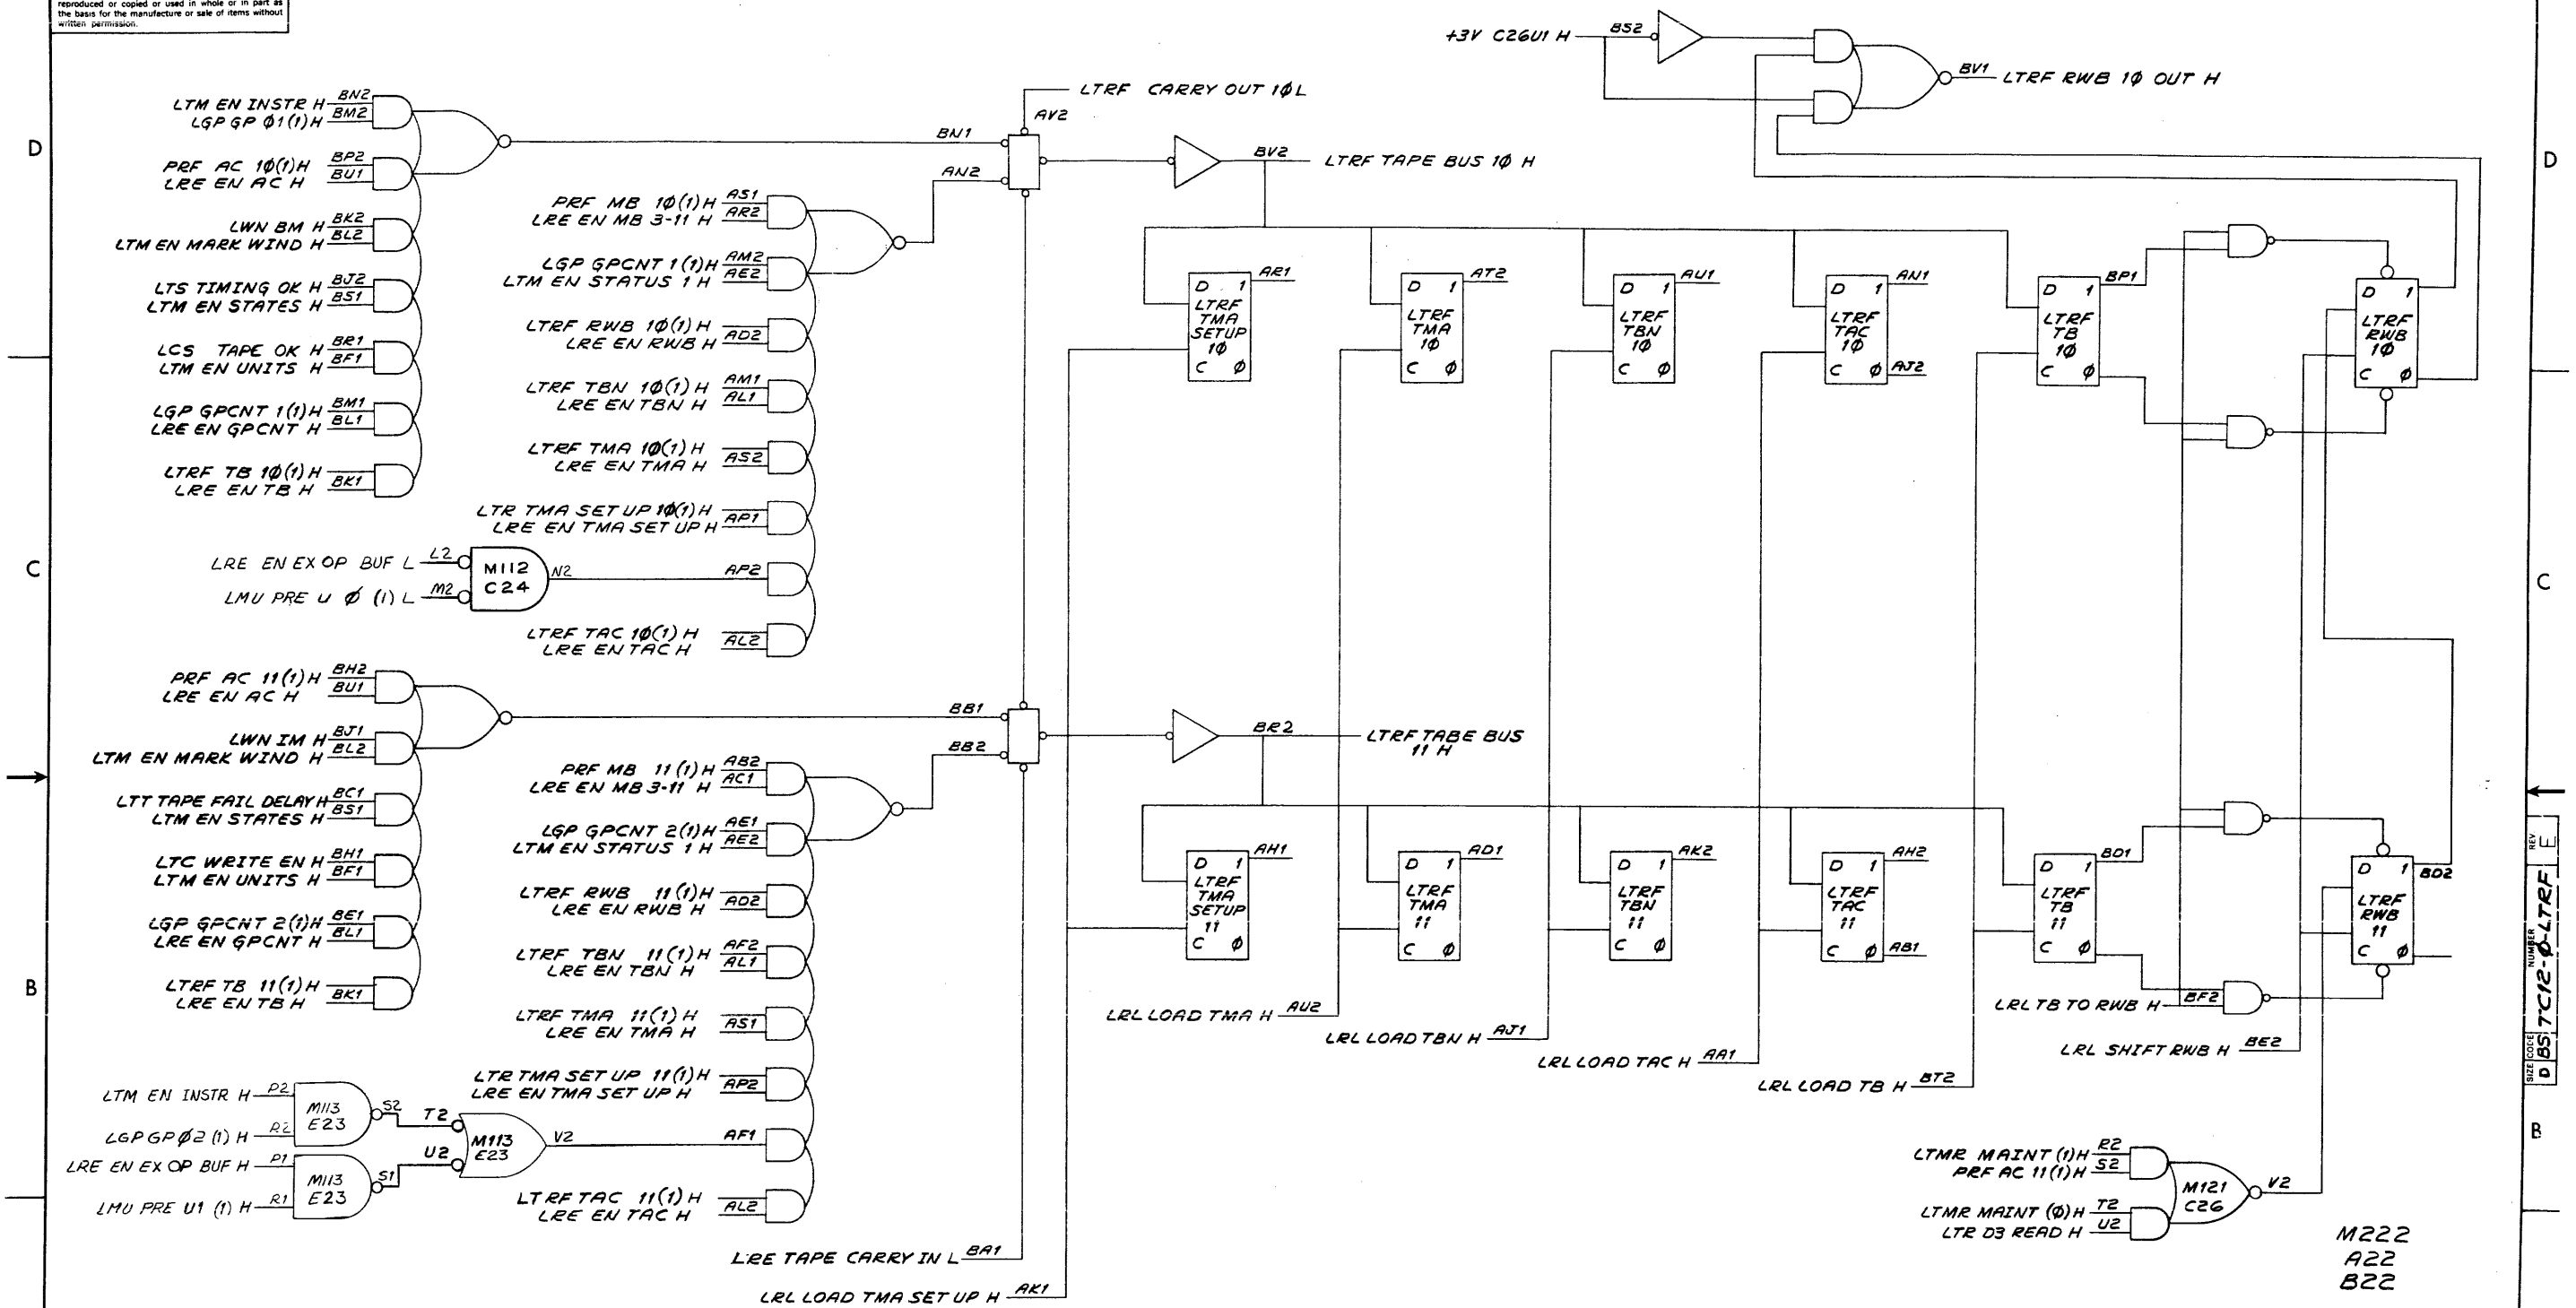 reproduced or copied or used in whole or in part as
the basis for the manufacture or sale of items without
written permission.
+3V C26U1 H BS2
BV1 LTRF RWB 1Ø OUT H
LTRF CARRY OUT 1Ø L
AV2
D
D
LTM EN INSTR H BN2
LGP GP Ø1(1)H BM2
BN1
PRF AC 1Ø(1)H BP2
LRE EN AC H BU1
AN2
BV2 LTRF TAPE BUS 1Ø H
LWN BM H BK2
LTM EN MARK WIND H BL2
LTS TIMING OK H BJ2
LTM EN STATES H BS1
LCS TAPE OK H BR1
LTM EN UNITS H BF1
LGP GPCNT 1(1)H BM1
LRE EN GPCNT H BL1
LTRF TB 1Ø(1)H
LRE EN TB H BK1
PRF MB 1Ø(1)H AS1
LRE EN MB 3-11 H AR2
LGP GPCNT 1(1)H AM2
LTM EN STATUS 1 H AE2
LTRF RWB 1Ø(1)H
LRE EN RWB H AD2
LTRF TBN 1Ø(1)H AM1
LRE EN TBN H AL1
LTRF TMA 1Ø(1)H
LRE EN TMA H AS2
LTR TMA SET UP 1Ø(1)H
LRE EN TMA SET UP H AP1
C
C
LRE EN EX OP BUF L L2
LMU PRE U Ø (1) L M2
M112
C24
N2
AP2
LTRF TAC 1Ø(1)H
LRE EN TAC H AL2
D 1 AR1
LTRF
TMA
SETUP
1Ø
C Ø
D 1 AT2
LTRF
TMA
1Ø
C Ø
D 1 AU1
LTRF
TBN
1Ø
C Ø
D 1 AN1
LTRF
TAC
1Ø
C Ø AJ2
D 1 BP1
LTRF
TB
1Ø
C Ø
D 1
LTRF
RWB
1Ø
C Ø
PRF AC 11(1)H BH2
LRE EN AC H BU1
BB1
LWN IM H BJ1
LTM EN MARK WIND H BL2
BB2
BR2 LTRF TABE BUS
11 H
LTT TAPE FAIL DELAY H BC1
LTM EN STATES H BS1
LTC WRITE EN H BH1
LTM EN UNITS H BF1
LGP GPCNT 2(1)H BE1
LRE EN GPCNT H BL1
LTRF TB 11(1)H
LRE EN TB H BK1
PRF MB 11(1)H AB2
LRE EN MB 3-11 H AC1
LGP GPCNT 2(1)H AE1
LTM EN STATUS 1 H AE2
LTRF RWB 11(1)H
LRE EN RWB H AD2
LTRF TBN 11(1)H AF2
LRE EN TBN H AL1
LTRF TMA 11(1)H
LRE EN TMA H AS1
LTR TMA SET UP 11(1)H
LRE EN TMA SET UP H AP2
D 1 AH1
LTRF
TMA
SETUP
11
C Ø
D 1 AD1
LTRF
TMA
11
C Ø
D 1 AK2
LTRF
TBN
11
C Ø
D 1 AH2
LTRF
TAC
11
C Ø AB1
D 1 BD1
LTRF
TB
11
C Ø
D 1 BD2
LTRF
RWB
11
C Ø
B
B
LRL LOAD TMA H AU2
LRL LOAD TBN H AJ1
LRL LOAD TAC H AA1
LRL LOAD TB H BT2
LRL TB TO RWB H BF2
LRL SHIFT RWB H BE2
LTM EN INSTR H P2
LGP GP Ø2 (1) H R2
M113
E23
S2
LRE EN EX OP BUF H P1
LMU PRE U1 (1) H R1
M113
E23
S1
T2
U2
M113
E23
V2
AF1
LTRF TAC 11(1)H
LRE EN TAC H AL2
LRE TAPE CARRY IN L BA1
LRL LOAD TMA SET UP H AK1
LTMR MAINT (1)H R2
PRF AC 11(1)H S2
LTMR MAINT (Ø)H T2
LTR D3 READ H U2
M121
C26
V2
M222
A22
B22
SIZE CODE NUMBER REV
D BS TC12-Ø-LTRF E